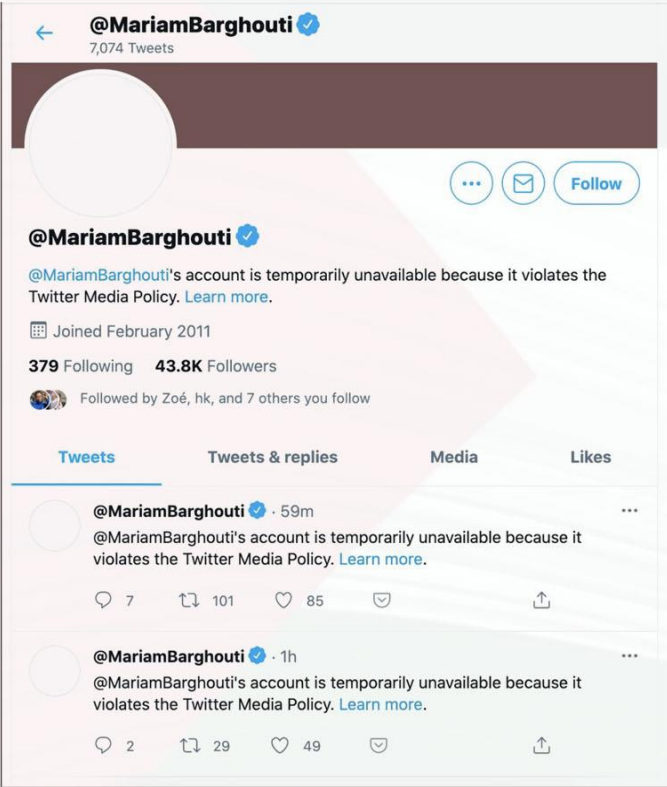 @MariamBarghouti
7,074 Tweets
Follow
@MariamBarghouti
@MariamBarghouti's account is temporarily unavailable because it violates the
Twitter Media Policy. Learn more.
Joined February 2011
379 Following 43.8K Followers
Followed by Zoé, hk, and 7 others you follow
Tweets Tweets & replies Media Likes
@MariamBarghouti · 59m
@MariamBarghouti's account is temporarily unavailable because it
violates the Twitter Media Policy. Learn more.
7 101 85
@MariamBarghouti · 1h
@MariamBarghouti's account is temporarily unavailable because it
violates the Twitter Media Policy. Learn more.
2 29 49